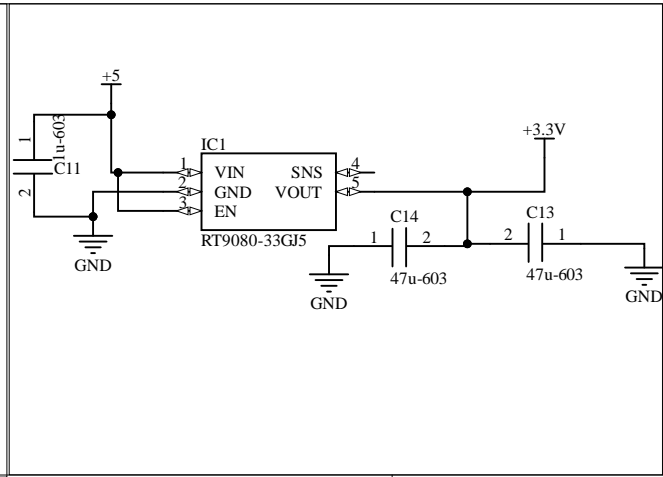 +5
1
1u-603
C11
2
GND
IC1
1 VIN SNS 4
2 GND VOUT 5
3 EN
RT9080-33GJ5
+3.3V
C14
1 2
47u-603
GND
C13
2 1
47u-603
GND